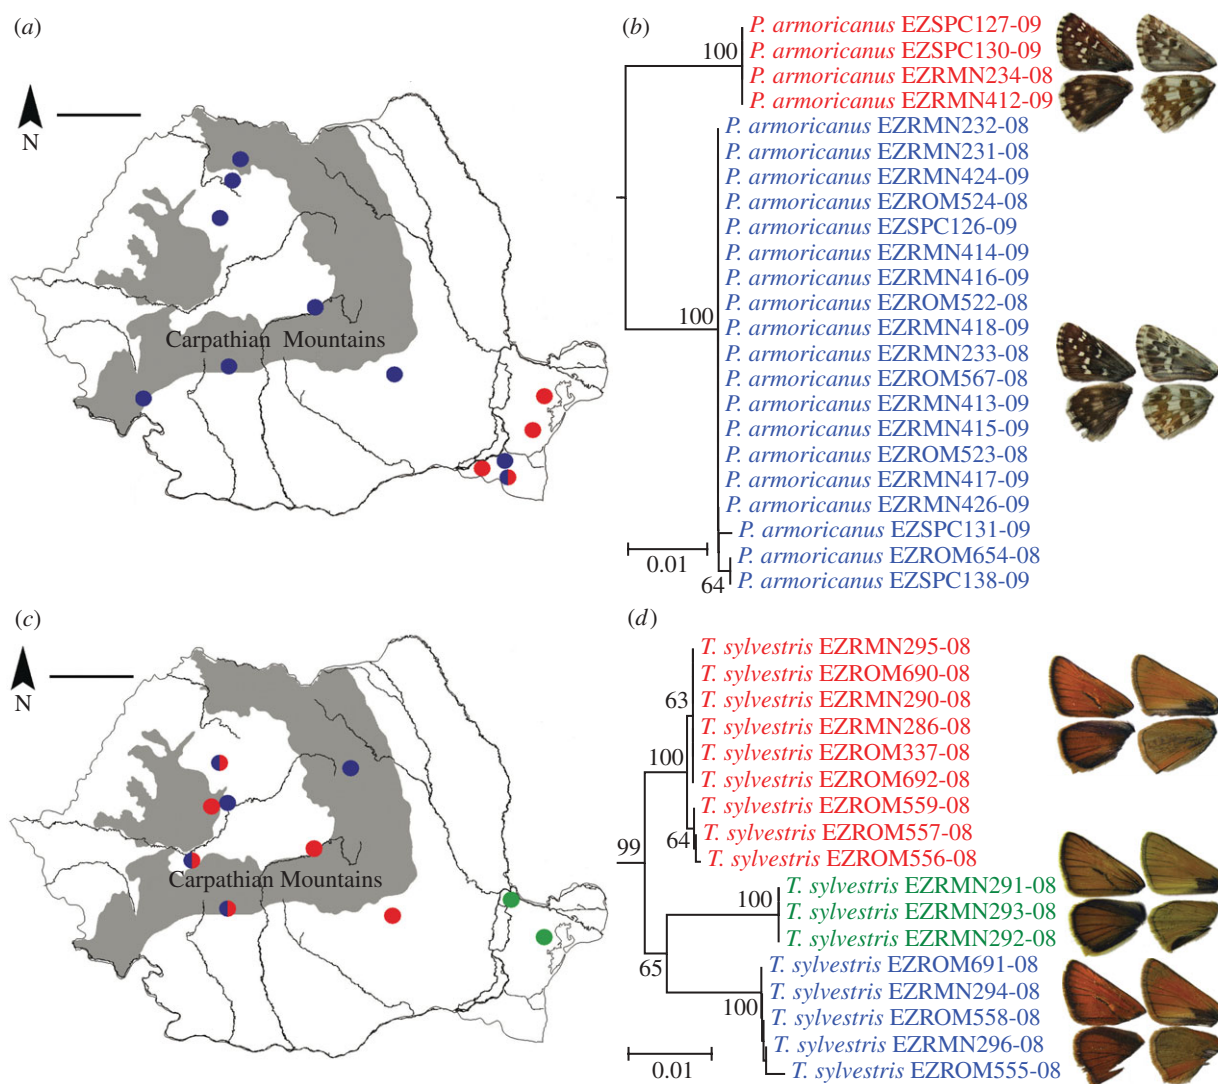 (a)
N
Carpathian Mountains
(b)
100
P. armoricanus EZSPC127-09
P. armoricanus EZSPC130-09
P. armoricanus EZRMN234-08
P. armoricanus EZRMN412-09
P. armoricanus EZRMN232-08
P. armoricanus EZRMN231-08
P. armoricanus EZRMN424-09
P. armoricanus EZROM524-08
P. armoricanus EZSPC126-09
P. armoricanus EZRMN414-09
P. armoricanus EZRMN416-09
P. armoricanus EZROM522-08
100
P. armoricanus EZRMN418-09
P. armoricanus EZRMN233-08
P. armoricanus EZROM567-08
P. armoricanus EZRMN413-09
P. armoricanus EZRMN415-09
P. armoricanus EZROM523-08
P. armoricanus EZRMN417-09
P. armoricanus EZRMN426-09
P. armoricanus EZSPC131-09
P. armoricanus EZROM654-08
P. armoricanus EZSPC138-09
0.01
64
(c)
N
Carpathian Mountains
(d)
T. sylvestris EZRMN295-08
T. sylvestris EZROM690-08
63
T. sylvestris EZRMN290-08
T. sylvestris EZRMN286-08
100
T. sylvestris EZROM337-08
T. sylvestris EZROM692-08
T. sylvestris EZROM559-08
T. sylvestris EZROM557-08
64
T. sylvestris EZROM556-08
99
T. sylvestris EZRMN291-08
100
T. sylvestris EZRMN293-08
T. sylvestris EZRMN292-08
65
T. sylvestris EZROM691-08
T. sylvestris EZRMN294-08
100
T. sylvestris EZROM558-08
T. sylvestris EZRMN296-08
T. sylvestris EZROM555-08
0.01